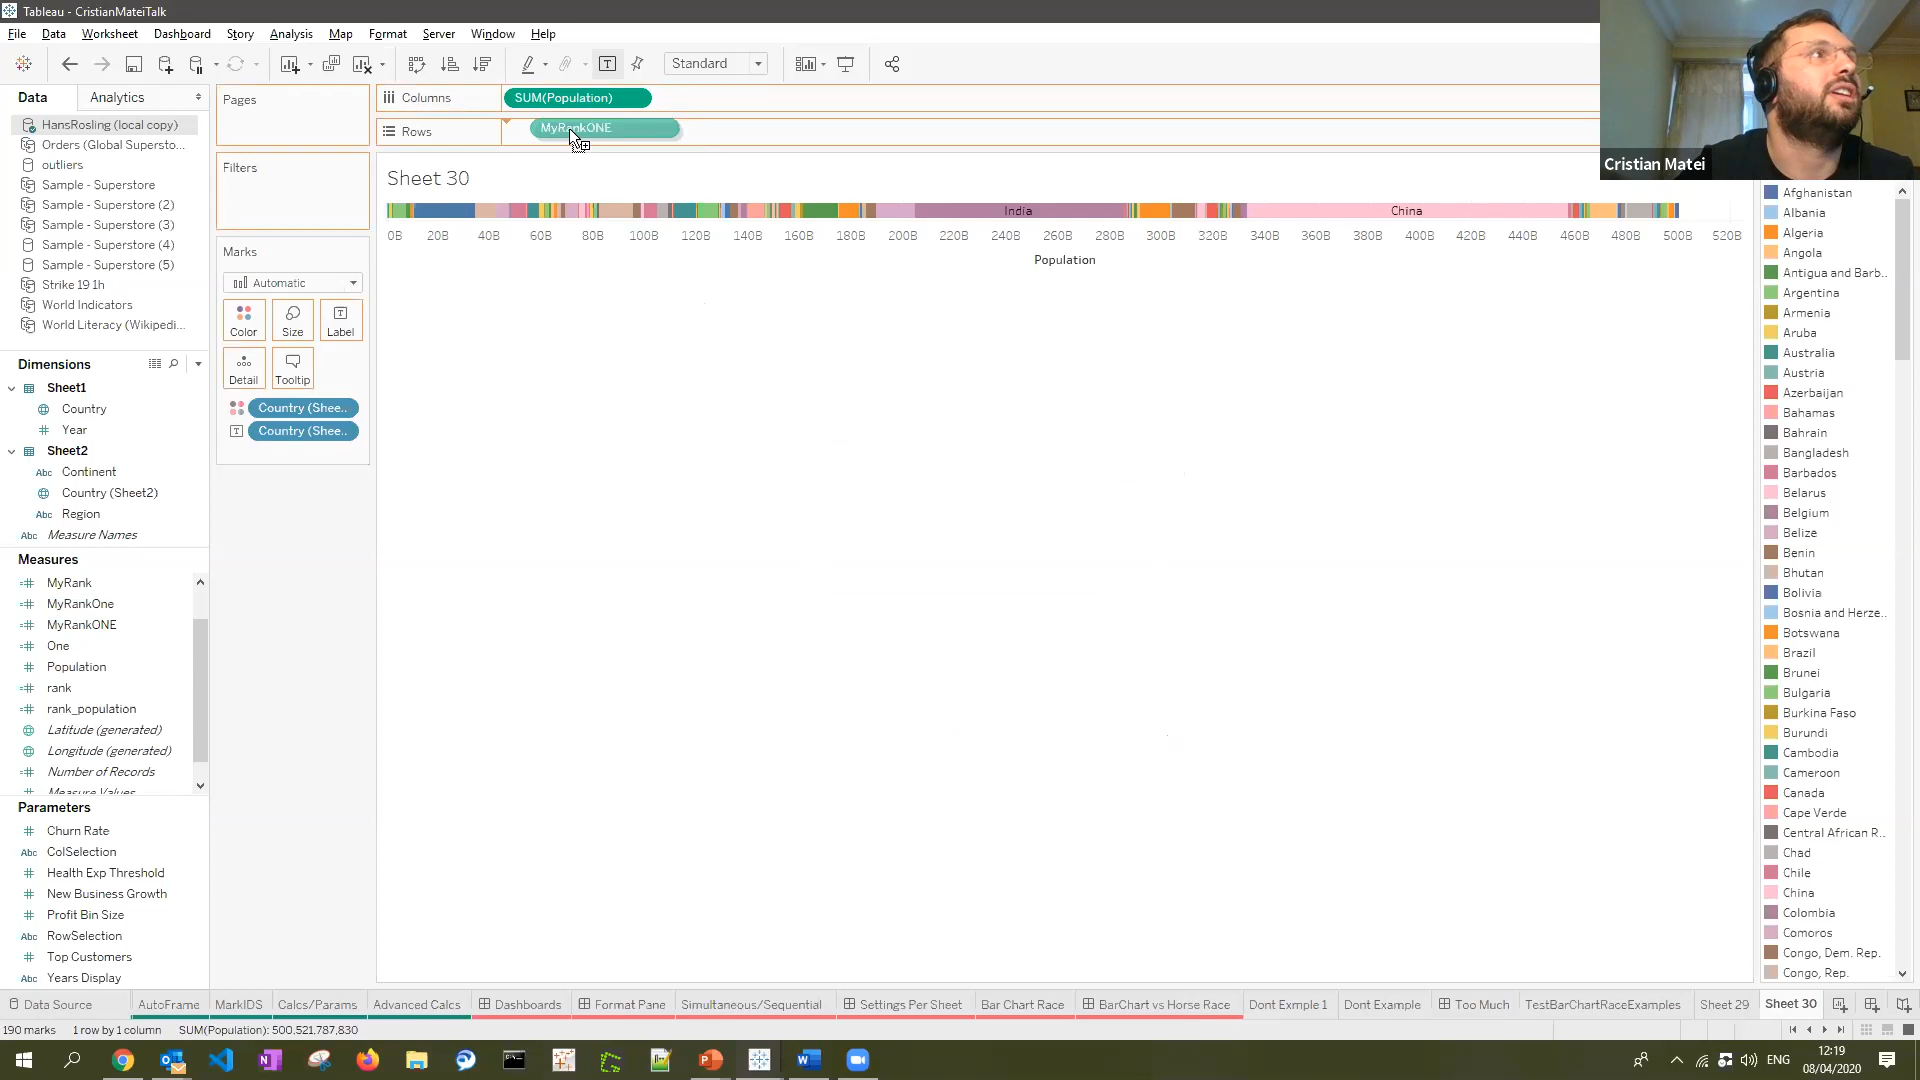 Tableau - CristianMateiTalk
File Data Worksheet Dashboard Story Analysis Map Format Server Window Help
Standard
Data Analytics
HansRosling (local copy)
Orders (Global Supersto...
outliers
Sample - Superstore
Sample - Superstore (2)
Sample - Superstore (3)
Sample - Superstore (4)
Sample - Superstore (5)
Strike 19 1h
World Indicators
World Literacy (Wikipedi...
Dimensions
Sheet1
Country
Year
Sheet2
Abc Continent
Country (Sheet2)
Abc Region
Abc Measure Names
Measures
MyRank
MyRankOne
MyRankONE
One
Population
rank
rank_population
Latitude (generated)
Longitude (generated)
Number of Records
Measure Values
Parameters
Churn Rate
Abc ColSelection
Health Exp Threshold
New Business Growth
Profit Bin Size
Abc RowSelection
Top Customers
Abc Years Display
Pages
Filters
Marks
Automatic
Color Size Label
Detail Tooltip
Country (Shee..
Country (Shee..
Columns SUM(Population)
Rows MyRankONE
Sheet 30
India China
0B 20B 40B 60B 80B 100B 120B 140B 160B 180B 200B 220B 240B 260B 280B 300B 320B 340B 360B 380B 400B 420B 440B 460B 480B 500B 520B
Population
Cristian Matei
Afghanistan
Albania
Algeria
Angola
Antigua and Barb..
Argentina
Armenia
Aruba
Australia
Austria
Azerbaijan
Bahamas
Bahrain
Bangladesh
Barbados
Belarus
Belgium
Belize
Benin
Bhutan
Bolivia
Bosnia and Herze..
Botswana
Brazil
Brunei
Bulgaria
Burkina Faso
Burundi
Cambodia
Cameroon
Canada
Cape Verde
Central African R..
Chad
Chile
China
Colombia
Comoros
Congo, Dem. Rep.
Congo, Rep.
Data Source AutoFrame MarkIDS Calcs/Params Advanced Calcs Dashboards Format Pane Simultaneous/Sequential Settings Per Sheet Bar Chart Race BarChart vs Horse Race Dont Exmple 1 Dont Example Too Much TestBarChartRaceExamples Sheet 29 Sheet 30
190 marks 1 row by 1 column SUM(Population): 500,521,787,830
ENG
12:19
08/04/2020